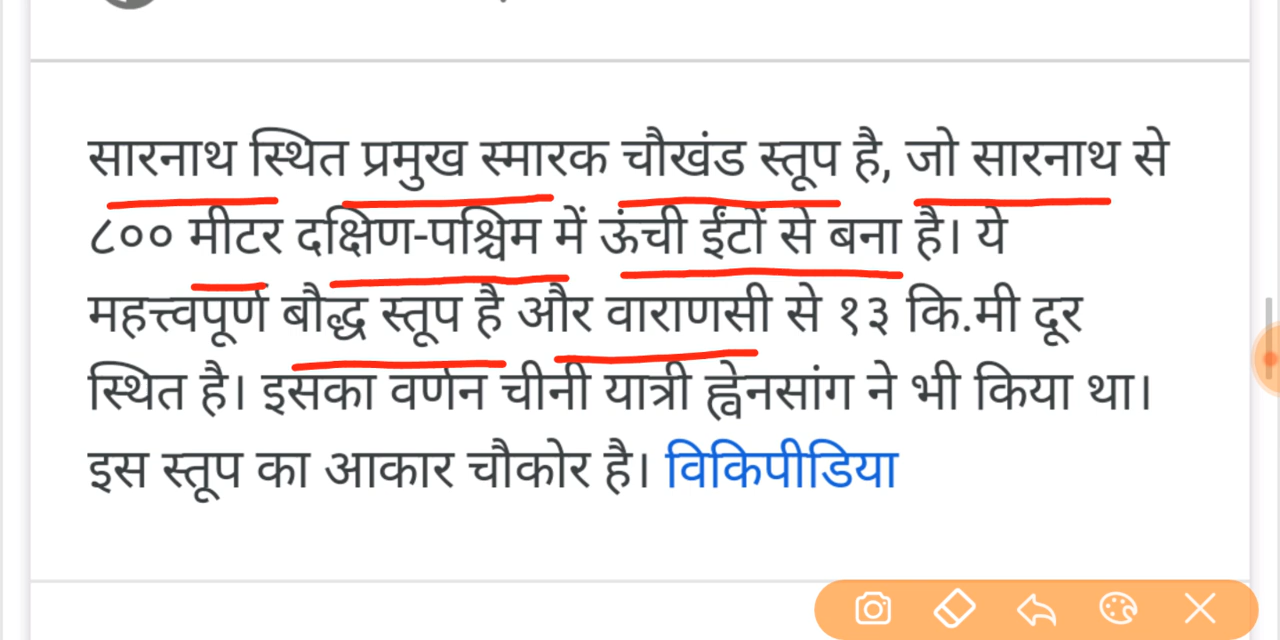 सारनाथ स्थित प्रमुख स्मारक चौखंड स्तूप है, जो सारनाथ से
८०० मीटर दक्षिण-पश्चिम में ऊंची ईंटों से बना है। ये
महत्त्वपूर्ण बौद्ध स्तूप है और वाराणसी से १३ कि.मी दूर
स्थित है। इसका वर्णन चीनी यात्री ह्वेनसांग ने भी किया था।
इस स्तूप का आकार चौकोर है। विकिपीडिया